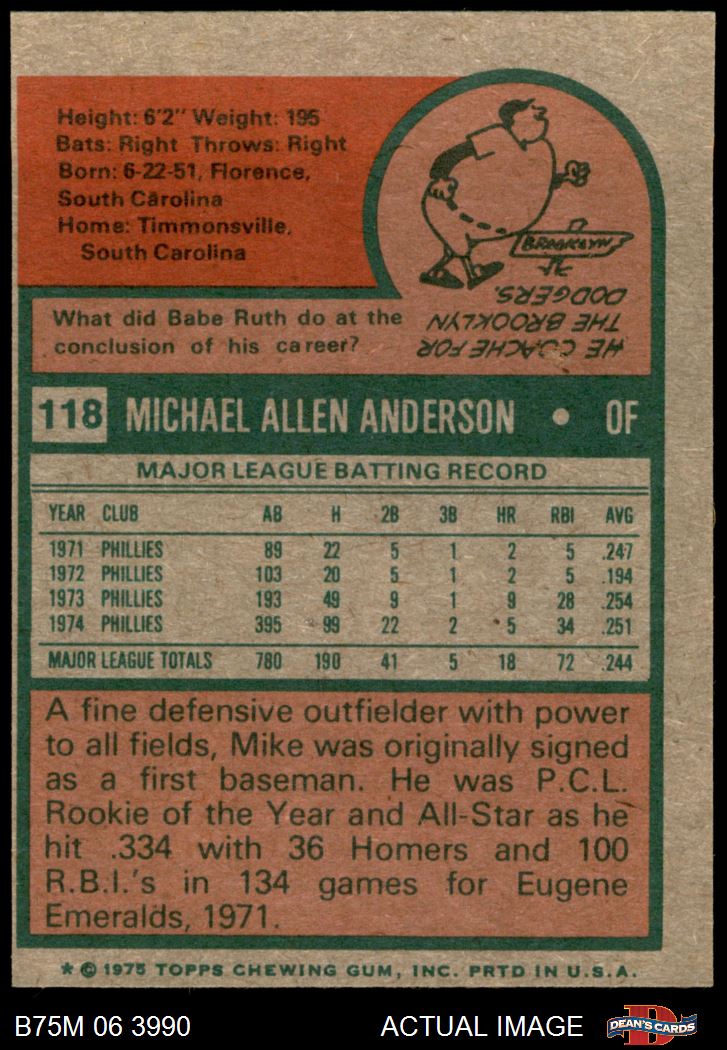 Height: 6'2" Weight: 195
Bats: Right Throws: Right
Born: 6-22-51, Florence,
South Carolina
Home: Timmonsville,
South Carolina
BROOKLYN
HE COACHE FOR
THE BROOKLYN
DODGERS.
What did Babe Ruth do at the
conclusion of his career?
118 MICHAEL ALLEN ANDERSON • OF
MAJOR LEAGUE BATTING RECORD
YEAR CLUB AB H 2B 3B HR RBI AVG
1971 PHILLIES 89 22 5 1 2 5 .247
1972 PHILLIES 103 20 5 1 2 5 .194
1973 PHILLIES 193 49 9 1 9 28 .254
1974 PHILLIES 395 99 22 2 5 34 .251
MAJOR LEAGUE TOTALS 780 190 41 5 18 72 .244
A fine defensive outfielder with power
to all fields, Mike was originally signed
as a first baseman. He was P.C.L.
Rookie of the Year and All-Star as he
hit .334 with 36 Homers and 100
R.B.I.'s in 134 games for Eugene
Emeralds, 1971.
* © 1975 TOPPS CHEWING GUM, INC. PRTD IN U.S.A.
B75M 06 3990 ACTUAL IMAGE D DEAN'S CARDS